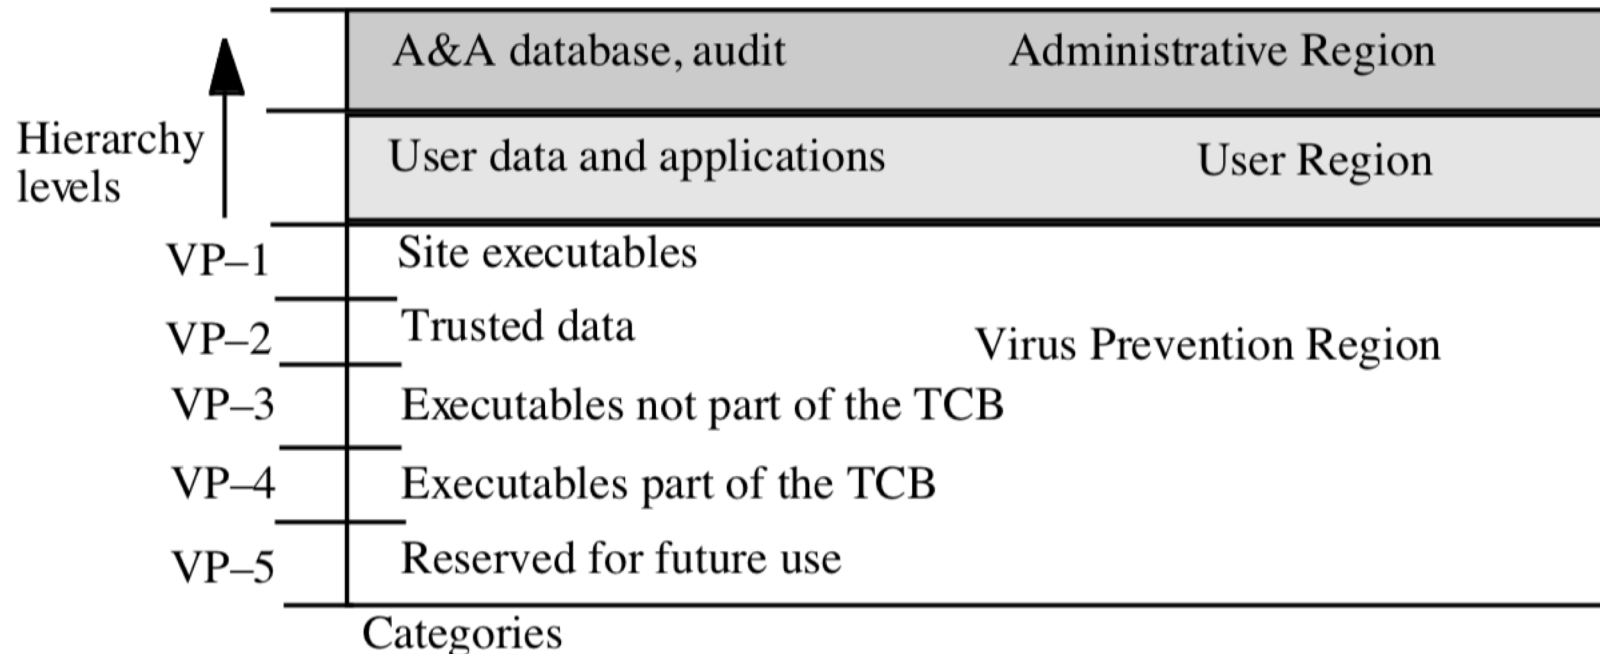 A&A database, audit Administrative Region
Hierarchy
levels
User data and applications User Region
VP–1 Site executables
VP–2 Trusted data Virus Prevention Region
VP–3 Executables not part of the TCB
VP–4 Executables part of the TCB
VP–5 Reserved for future use
Categories